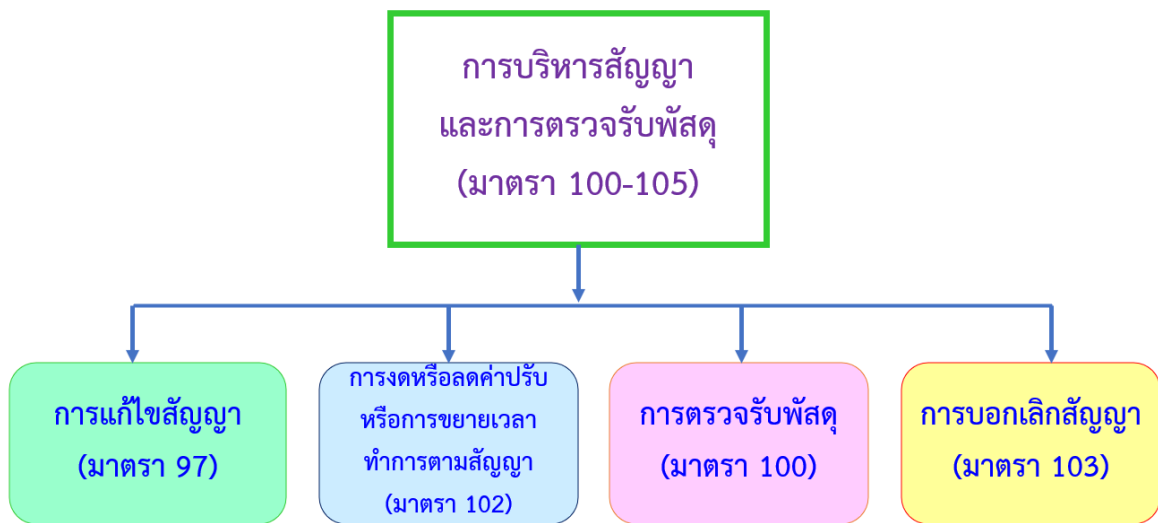 การบริหารสัญญา
และการตรวจรับพัสดุ
(มาตรา 100-105)
การแก้ไขสัญญา
(มาตรา 97)
การงดหรือลดค่าปรับ
หรือการขยายเวลา
ทำการตามสัญญา
(มาตรา 102)
การตรวจรับพัสดุ
(มาตรา 100)
การบอกเลิกสัญญา
(มาตรา 103)